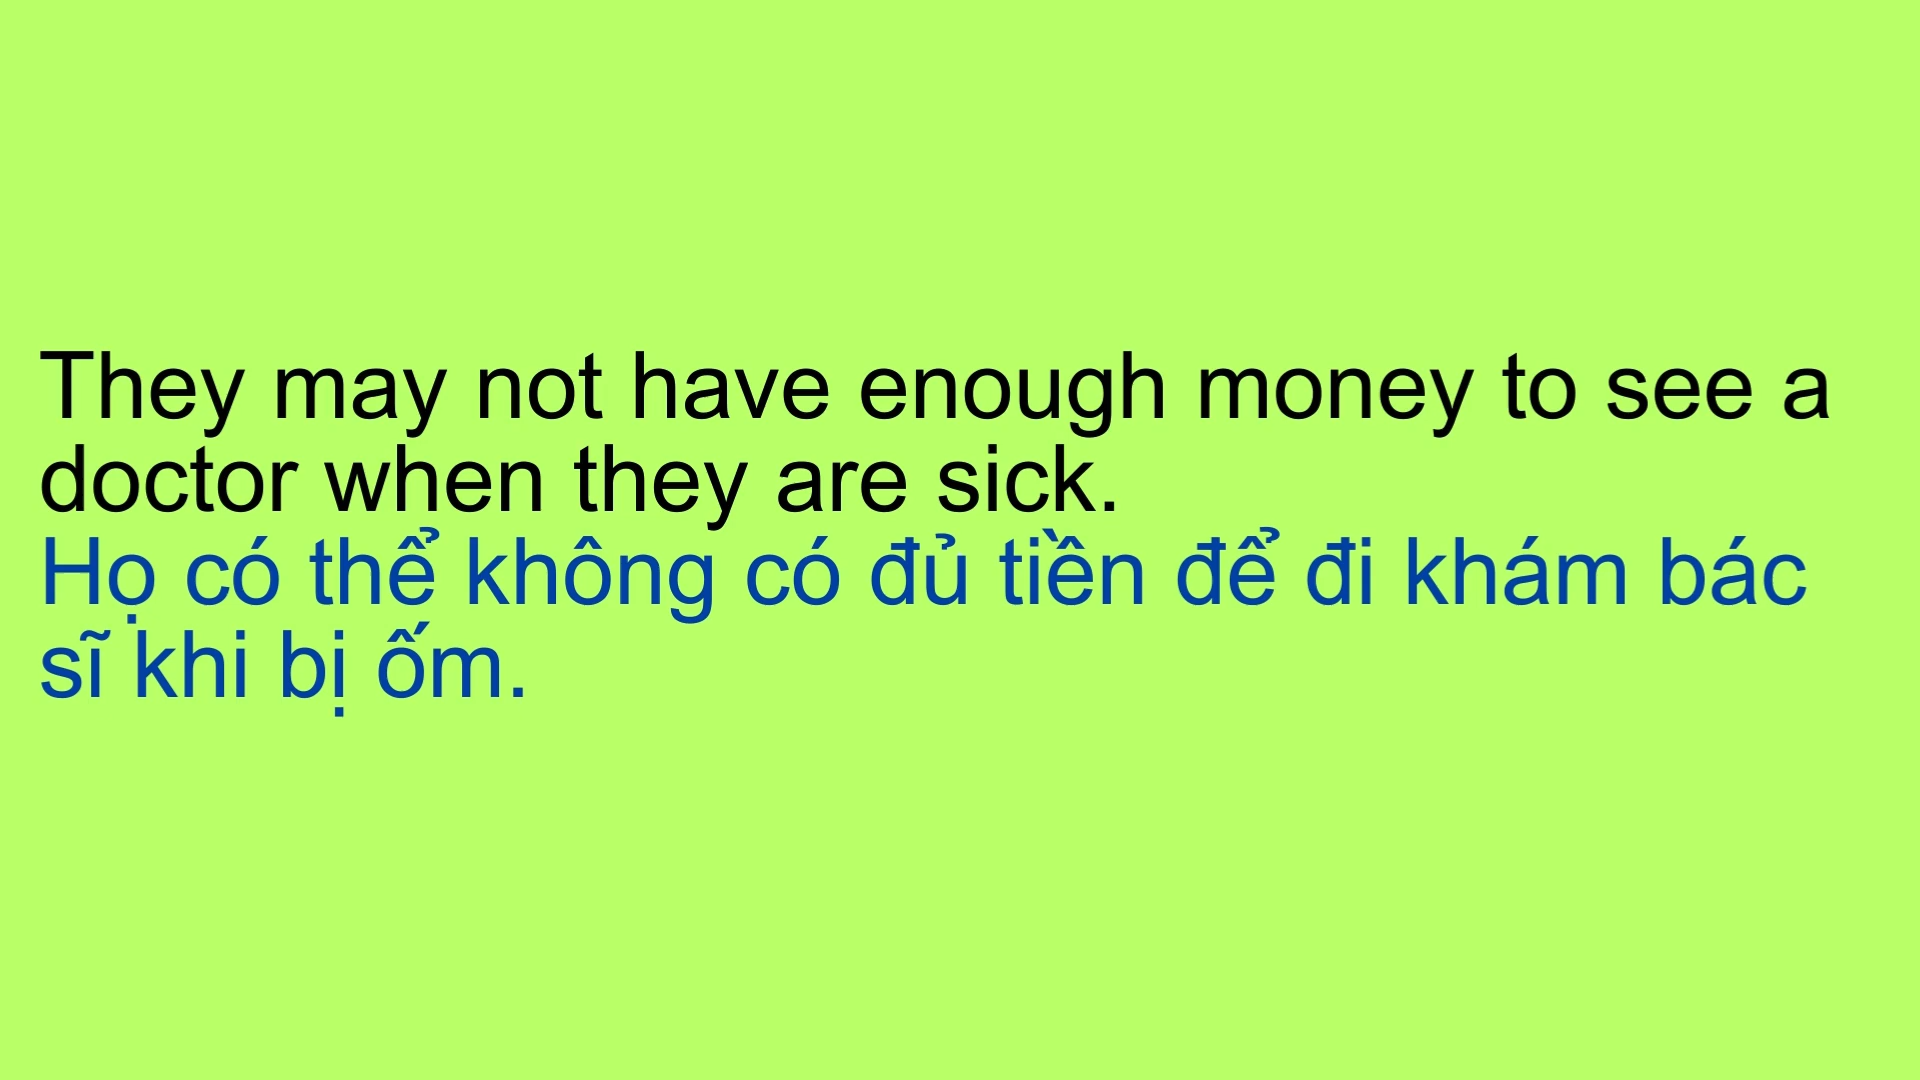 They may not have enough money to see a
doctor when they are sick.
Họ có thể không có đủ tiền để đi khám bác
sĩ khi bị ốm.